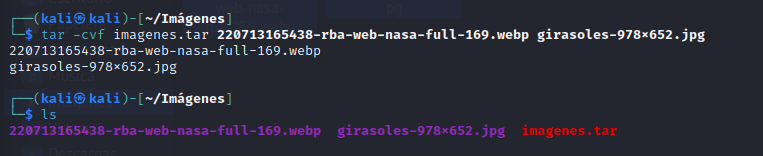 ┌──(kali㉿kali)-[~/Imágenes]
└─$ tar -cvf imagenes.tar 220713165438-rba-web-nasa-full-169.webp girasoles-978×652.jpg
220713165438-rba-web-nasa-full-169.webp
girasoles-978×652.jpg
┌──(kali㉿kali)-[~/Imágenes]
└─$ ls
220713165438-rba-web-nasa-full-169.webp  girasoles-978×652.jpg  imagenes.tar